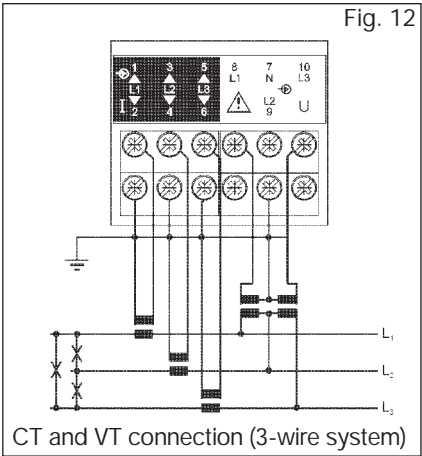 Fig. 12
1 3 5 8 7 10
L1 N L3
L1 L2 L3
L2
2 4 6 9 U
I
L₁
L₂
L₃
CT and VT connection (3-wire system)